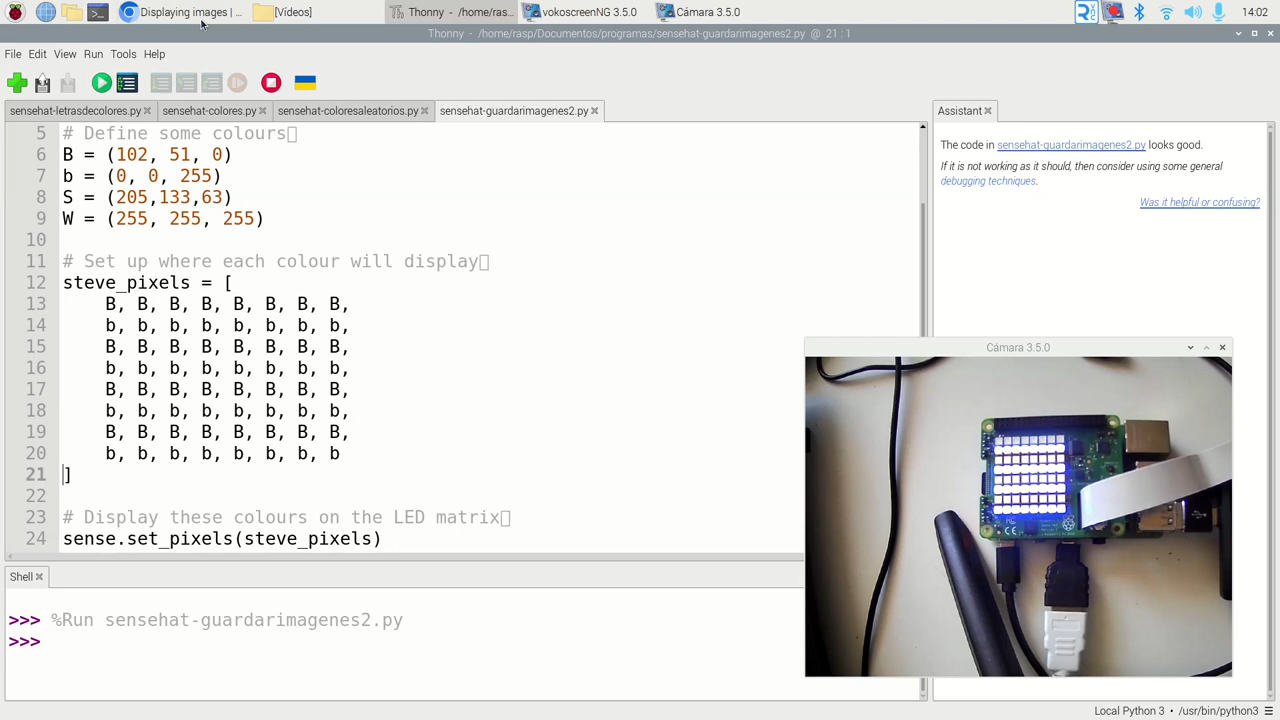 Displaying images | ...
[Vídeos]
Thonny - /home/ras...
vokoscreenNG 3.5.0
Cámara 3.5.0
14:02
Thonny - /home/rasp/Documentos/programas/sensehat-guardarimagenes2.py @ 21 : 1
File Edit View Run Tools Help
sensehat-letrasdecolores.py
sensehat-colores.py
sensehat-coloresaleatorios.py
sensehat-guardarimagenes2.py
Assistant
5 # Define some colours
6 B = (102, 51, 0)
7 b = (0, 0, 255)
8 S = (205,133,63)
9 W = (255, 255, 255)
10
11 # Set up where each colour will display
12 steve_pixels = [
13 B, B, B, B, B, B, B, B,
14 b, b, b, b, b, b, b, b,
15 B, B, B, B, B, B, B, B,
16 b, b, b, b, b, b, b, b,
17 B, B, B, B, B, B, B, B,
18 b, b, b, b, b, b, b, b,
19 B, B, B, B, B, B, B, B,
20 b, b, b, b, b, b, b, b
21 ]
22
23 # Display these colours on the LED matrix
24 sense.set_pixels(steve_pixels)
The code in sensehat-guardarimagenes2.py looks good.
If it is not working as it should, then consider using some general
debugging techniques.
Was it helpful or confusing?
Cámara 3.5.0
Shell
>>> %Run sensehat-guardarimagenes2.py
>>>
Local Python 3 • /usr/bin/python3